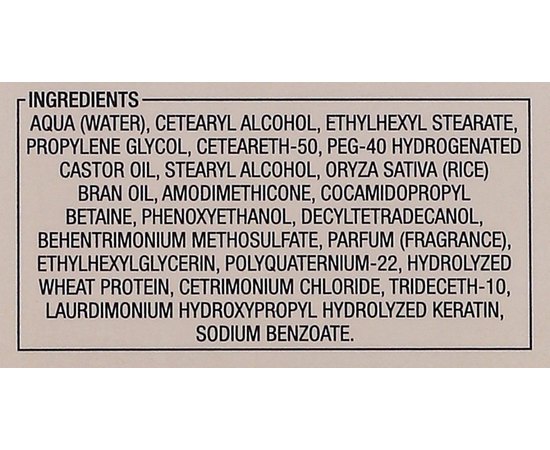 INGREDIENTS
AQUA (WATER), CETEARYL ALCOHOL, ETHYLHEXYL STEARATE,
PROPYLENE GLYCOL, CETEARETH-50, PEG-40 HYDROGENATED
CASTOR OIL, STEARYL ALCOHOL, ORYZA SATIVA (RICE)
BRAN OIL, AMODIMETHICONE, COCAMIDOPROPYL
BETAINE, PHENOXYETHANOL, DECYLTETRADECANOL,
BEHENTRIMONIUM METHOSULFATE, PARFUM (FRAGRANCE),
ETHYLHEXYLGLYCERIN, POLYQUATERNIUM-22, HYDROLYZED
WHEAT PROTEIN, CETRIMONIUM CHLORIDE, TRIDECETH-10,
LAURDIMONIUM HYDROXYPROPYL HYDROLYZED KERATIN,
SODIUM BENZOATE.